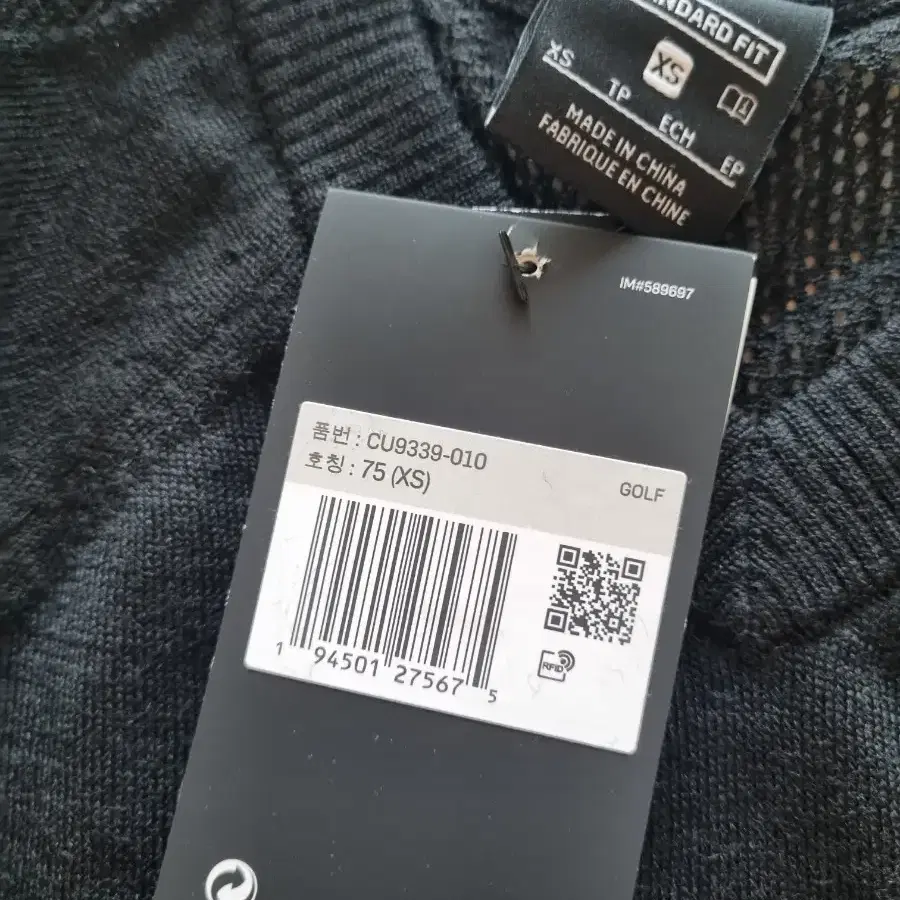 STANDARD FIT
XS
XS
TP
ECH
EP
MADE IN CHINA
FABRIQUE EN CHINE
IM#589697
품번 : CU9339-010
호칭 : 75 (XS)
GOLF
1 94501 27567 5
RFID